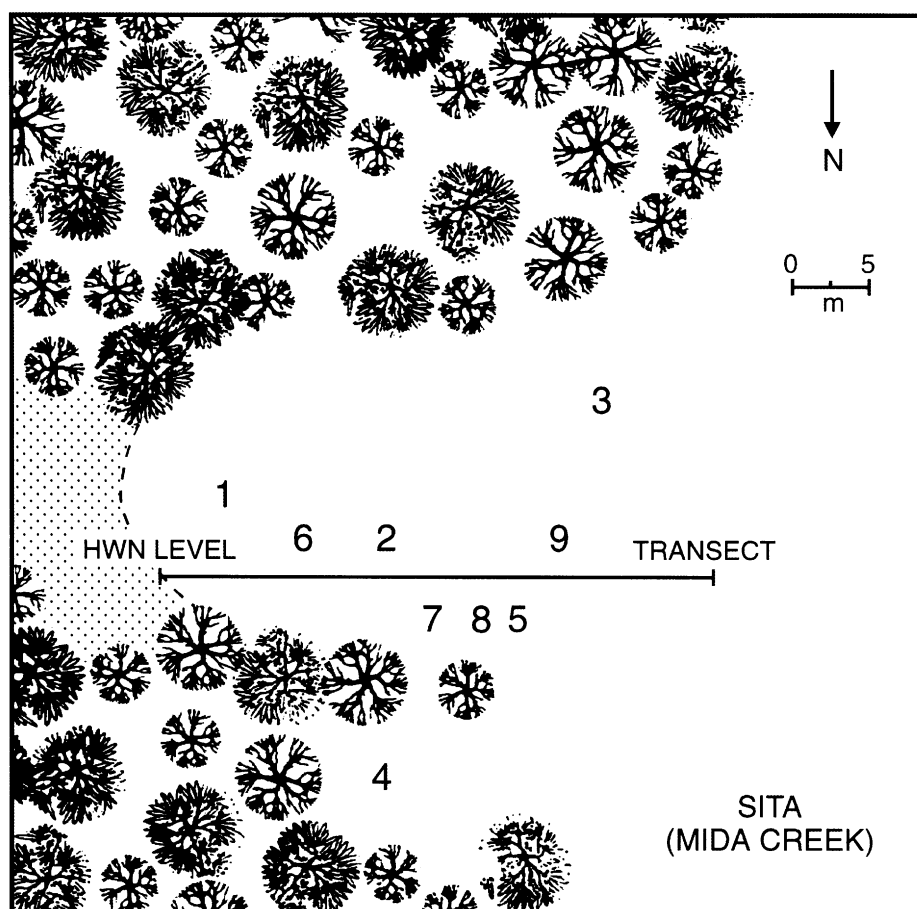 N
0 5
m
3
1
6 2 9
HWN LEVEL TRANSECT
7 8 5
4
SITA
(MIDA CREEK)